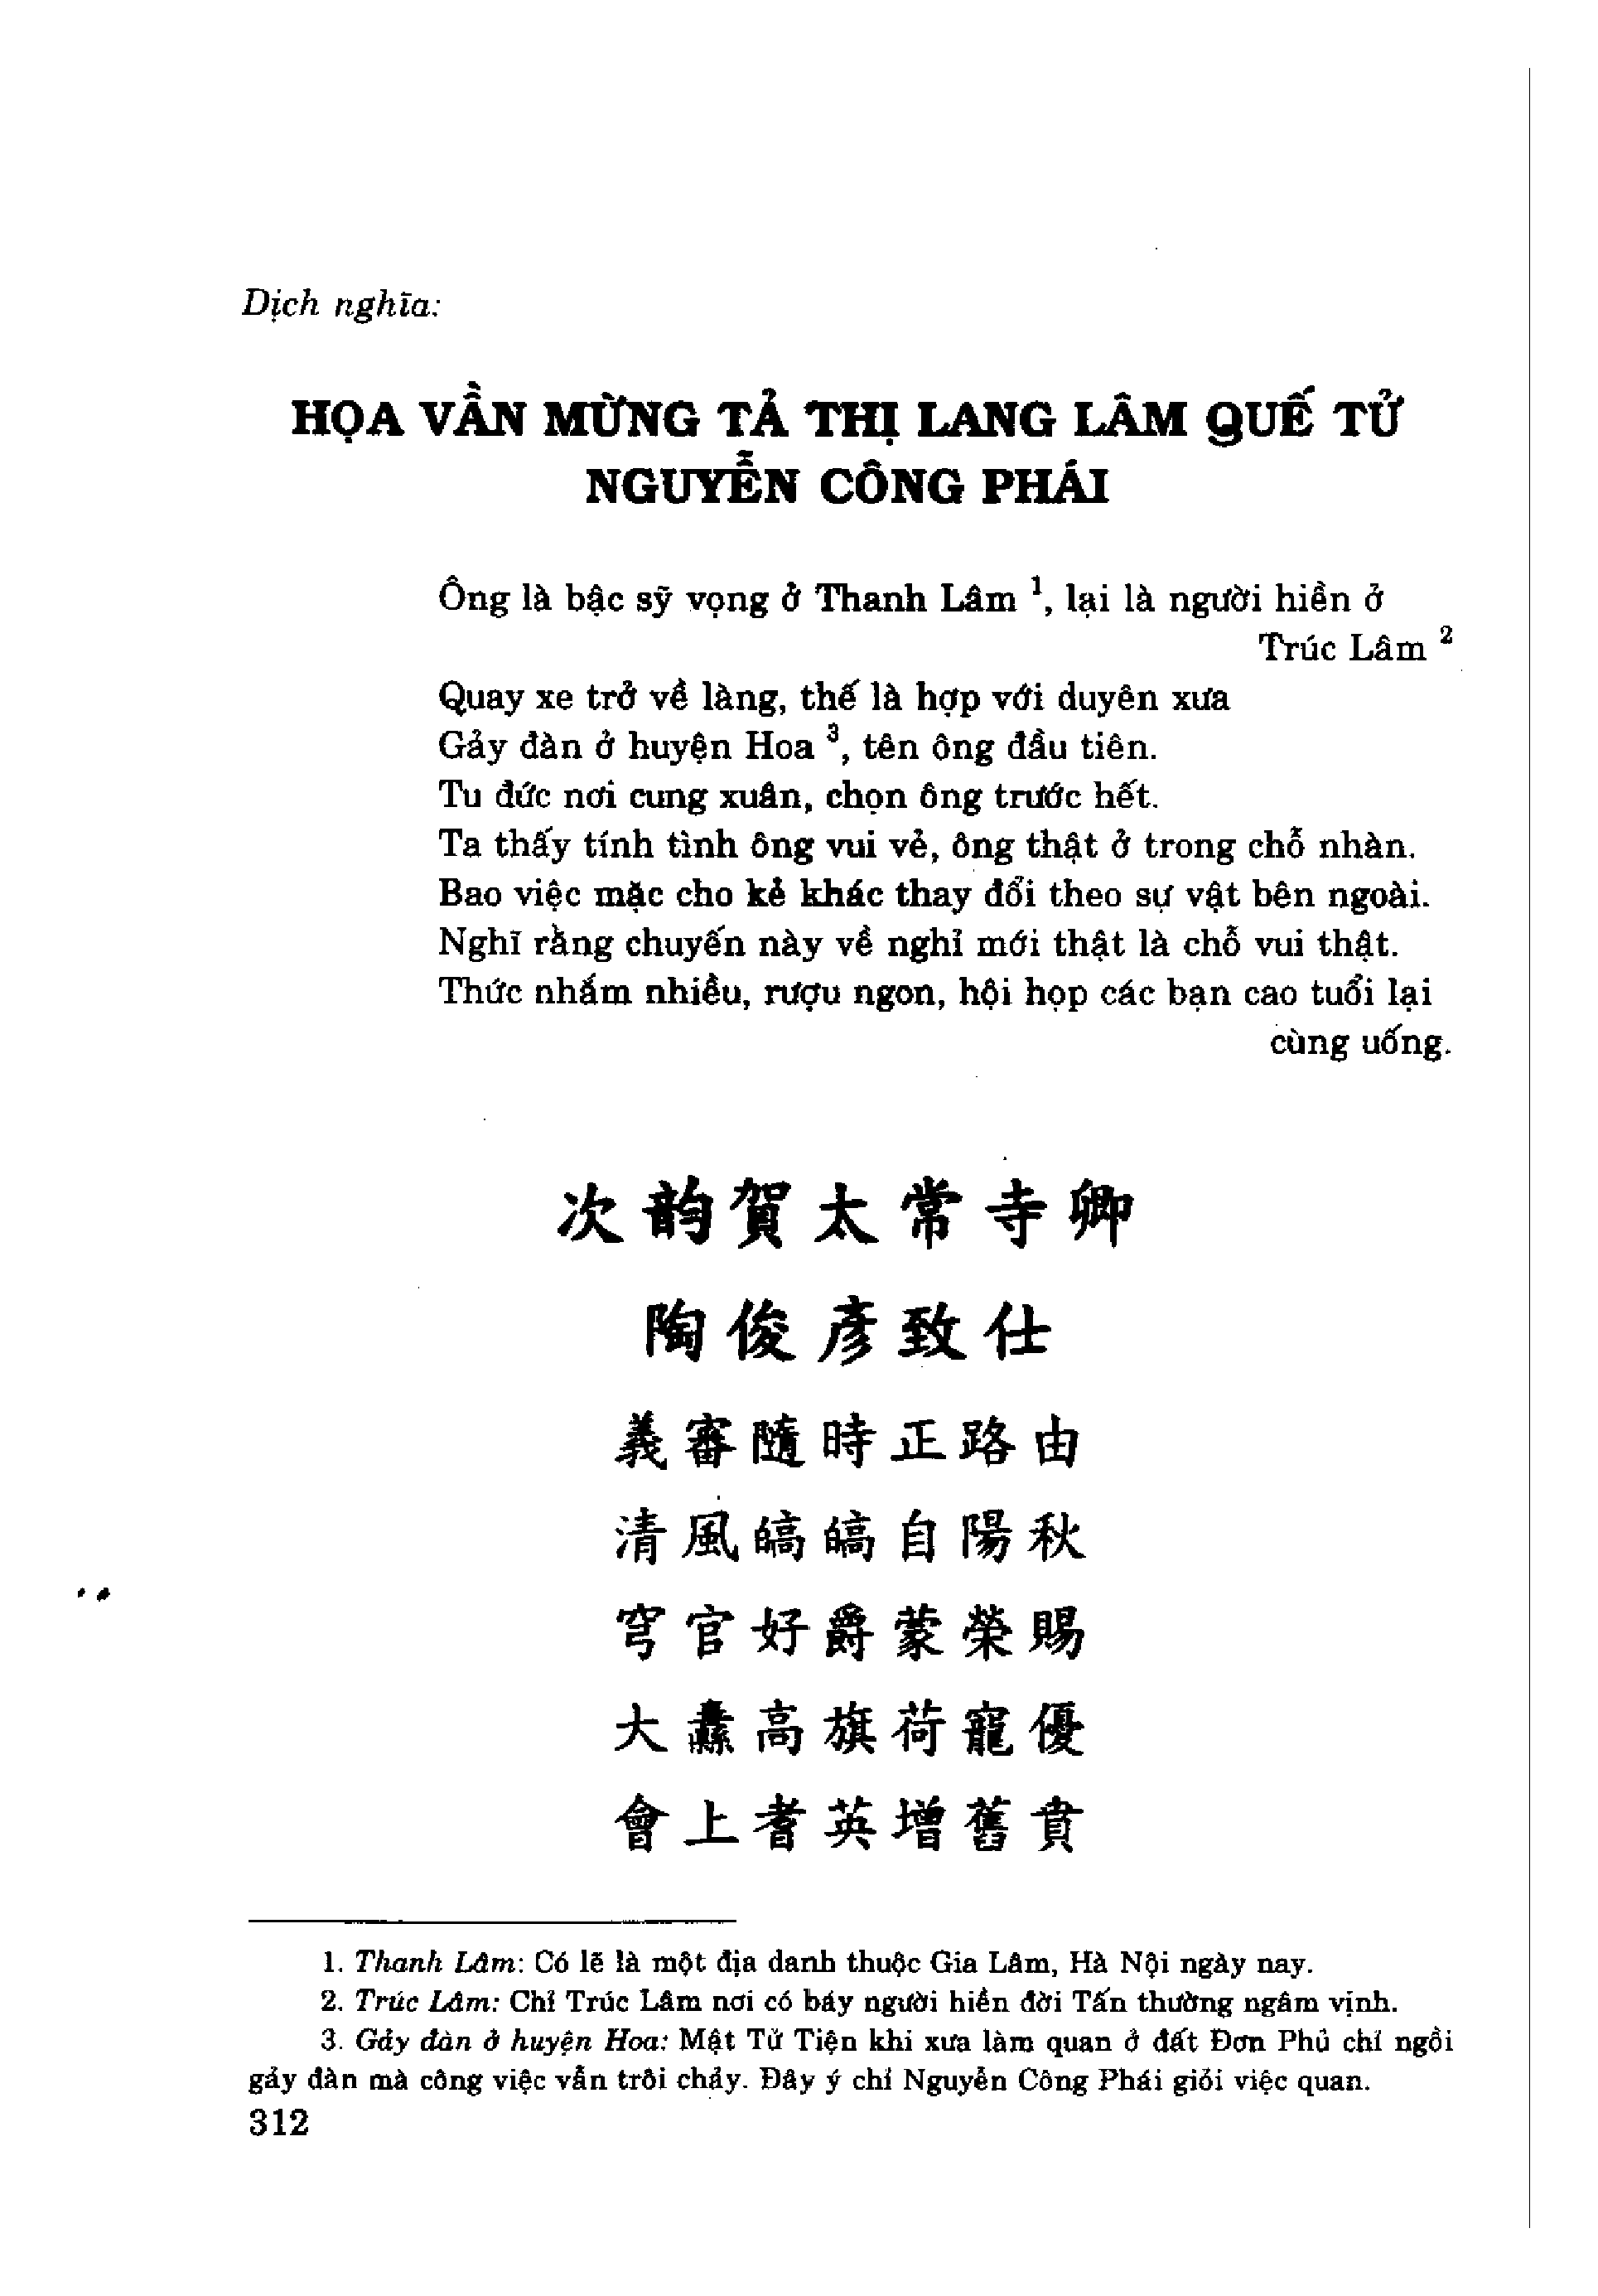 Dịch nghĩa:
HỌA VẦN MỪNG TẢ THỊ LANG LÂM QUẾ TỬ
NGUYỄN CÔNG PHÁI
Ông là bậc sỹ vọng ở Thanh Lâm ¹, lại là người hiền ở
Trúc Lâm ²
Quay xe trở về làng, thế là hợp với duyên xưa
Gảy đàn ở huyện Hoa ³, tên ông đầu tiên.
Tu đức nơi cung xuân, chọn ông trước hết.
Ta thấy tính tình ông vui vẻ, ông thật ở trong chỗ nhàn.
Bao việc mặc cho kẻ khác thay đổi theo sự vật bên ngoài.
Nghĩ rằng chuyến này về nghỉ mới thật là chỗ vui thật.
Thức nhắm nhiều, rượu ngon, hội họp các bạn cao tuổi lại
cùng uống.
次韵賀太常寺卿
陶俊彥致仕
義審隨時正路由
清風皜皜自陽秋
穹官好爵蒙榮賜
大纛高旗荷寵優
會上耆英增舊貴
1. Thanh Lâm: Có lẽ là một địa danh thuộc Gia Lâm, Hà Nội ngày nay.
2. Trúc Lâm: Chỉ Trúc Lâm nơi có bảy người hiền đời Tấn thường ngâm vịnh.
3. Gảy đàn ở huyện Hoa: Mật Tử Tiện khi xưa làm quan ở đất Đơn Phủ chỉ ngồi
gảy đàn mà công việc vẫn trôi chảy. Đây ý chỉ Nguyễn Công Phái giỏi việc quan.
312